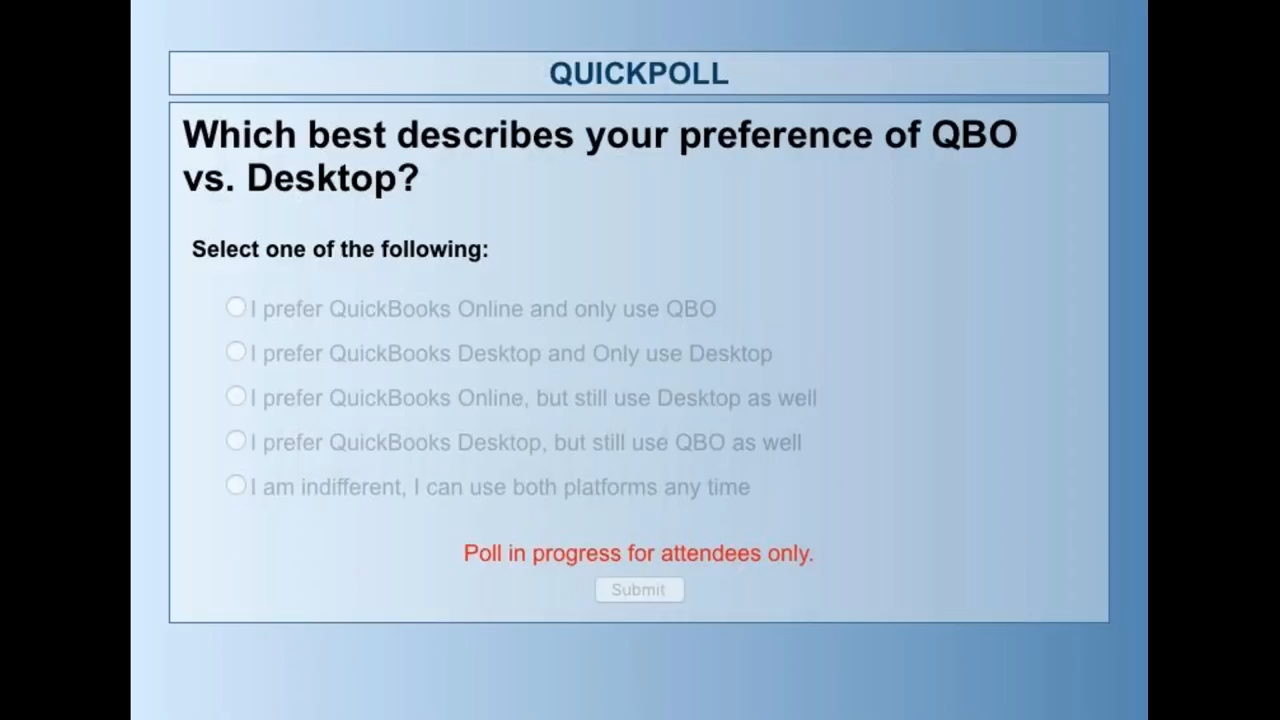 QUICKPOLL
Which best describes your preference of QBO
vs. Desktop?
Select one of the following:
I prefer QuickBooks Online and only use QBO
I prefer QuickBooks Desktop and Only use Desktop
I prefer QuickBooks Online, but still use Desktop as well
I prefer QuickBooks Desktop, but still use QBO as well
I am indifferent, I can use both platforms any time
Poll in progress for attendees only.
Submit